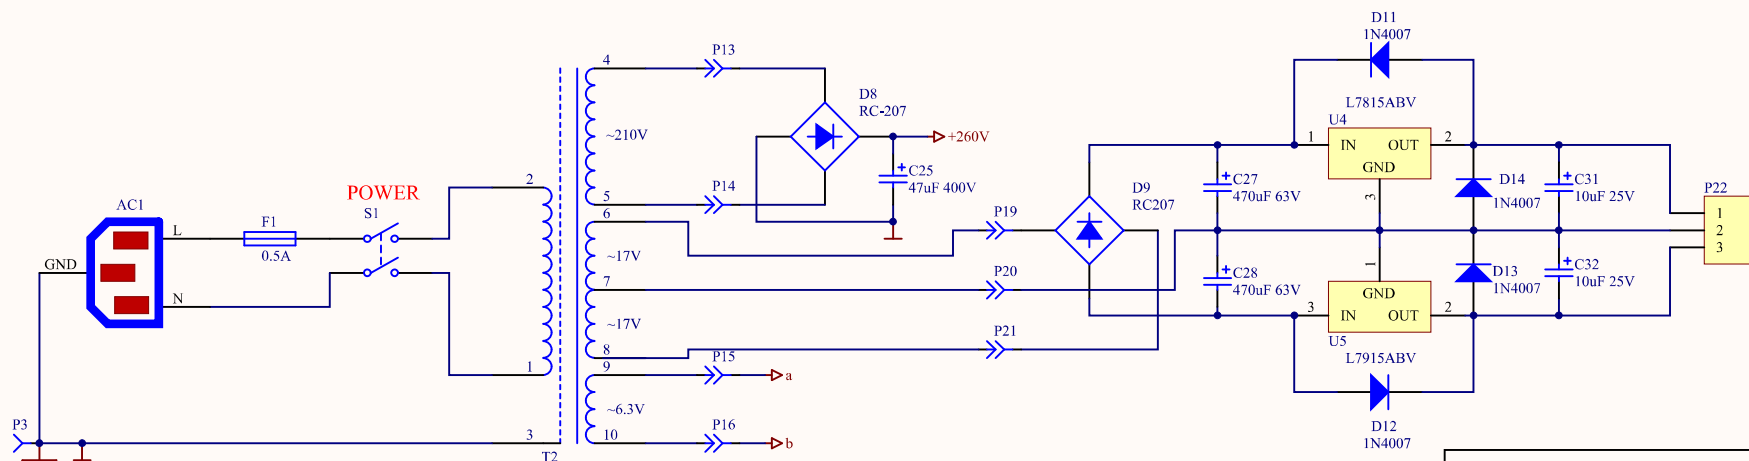 D11
1N4007
P13
4
D8
RC-207
L7815ABV
U4
~210V
+260V
1
IN
OUT
2
GND
C25
47uF 400V
P14
5
6
2
POWER
S1
AC1
L
F1
0.5A
GND
N
P19
D9
RC207
C27
470uF 63V
3
D14
1N4007
C31
10uF 25V
P22
1
2
3
~17V
7
P20
C28
470uF 63V
1
GND
D13
1N4007
C32
10uF 25V
3
IN
OUT
2
U5
L7915ABV
~17V
8
P21
P15
9
a
1
~6.3V
P3
3
10
P16
b
T2
D12
1N4007